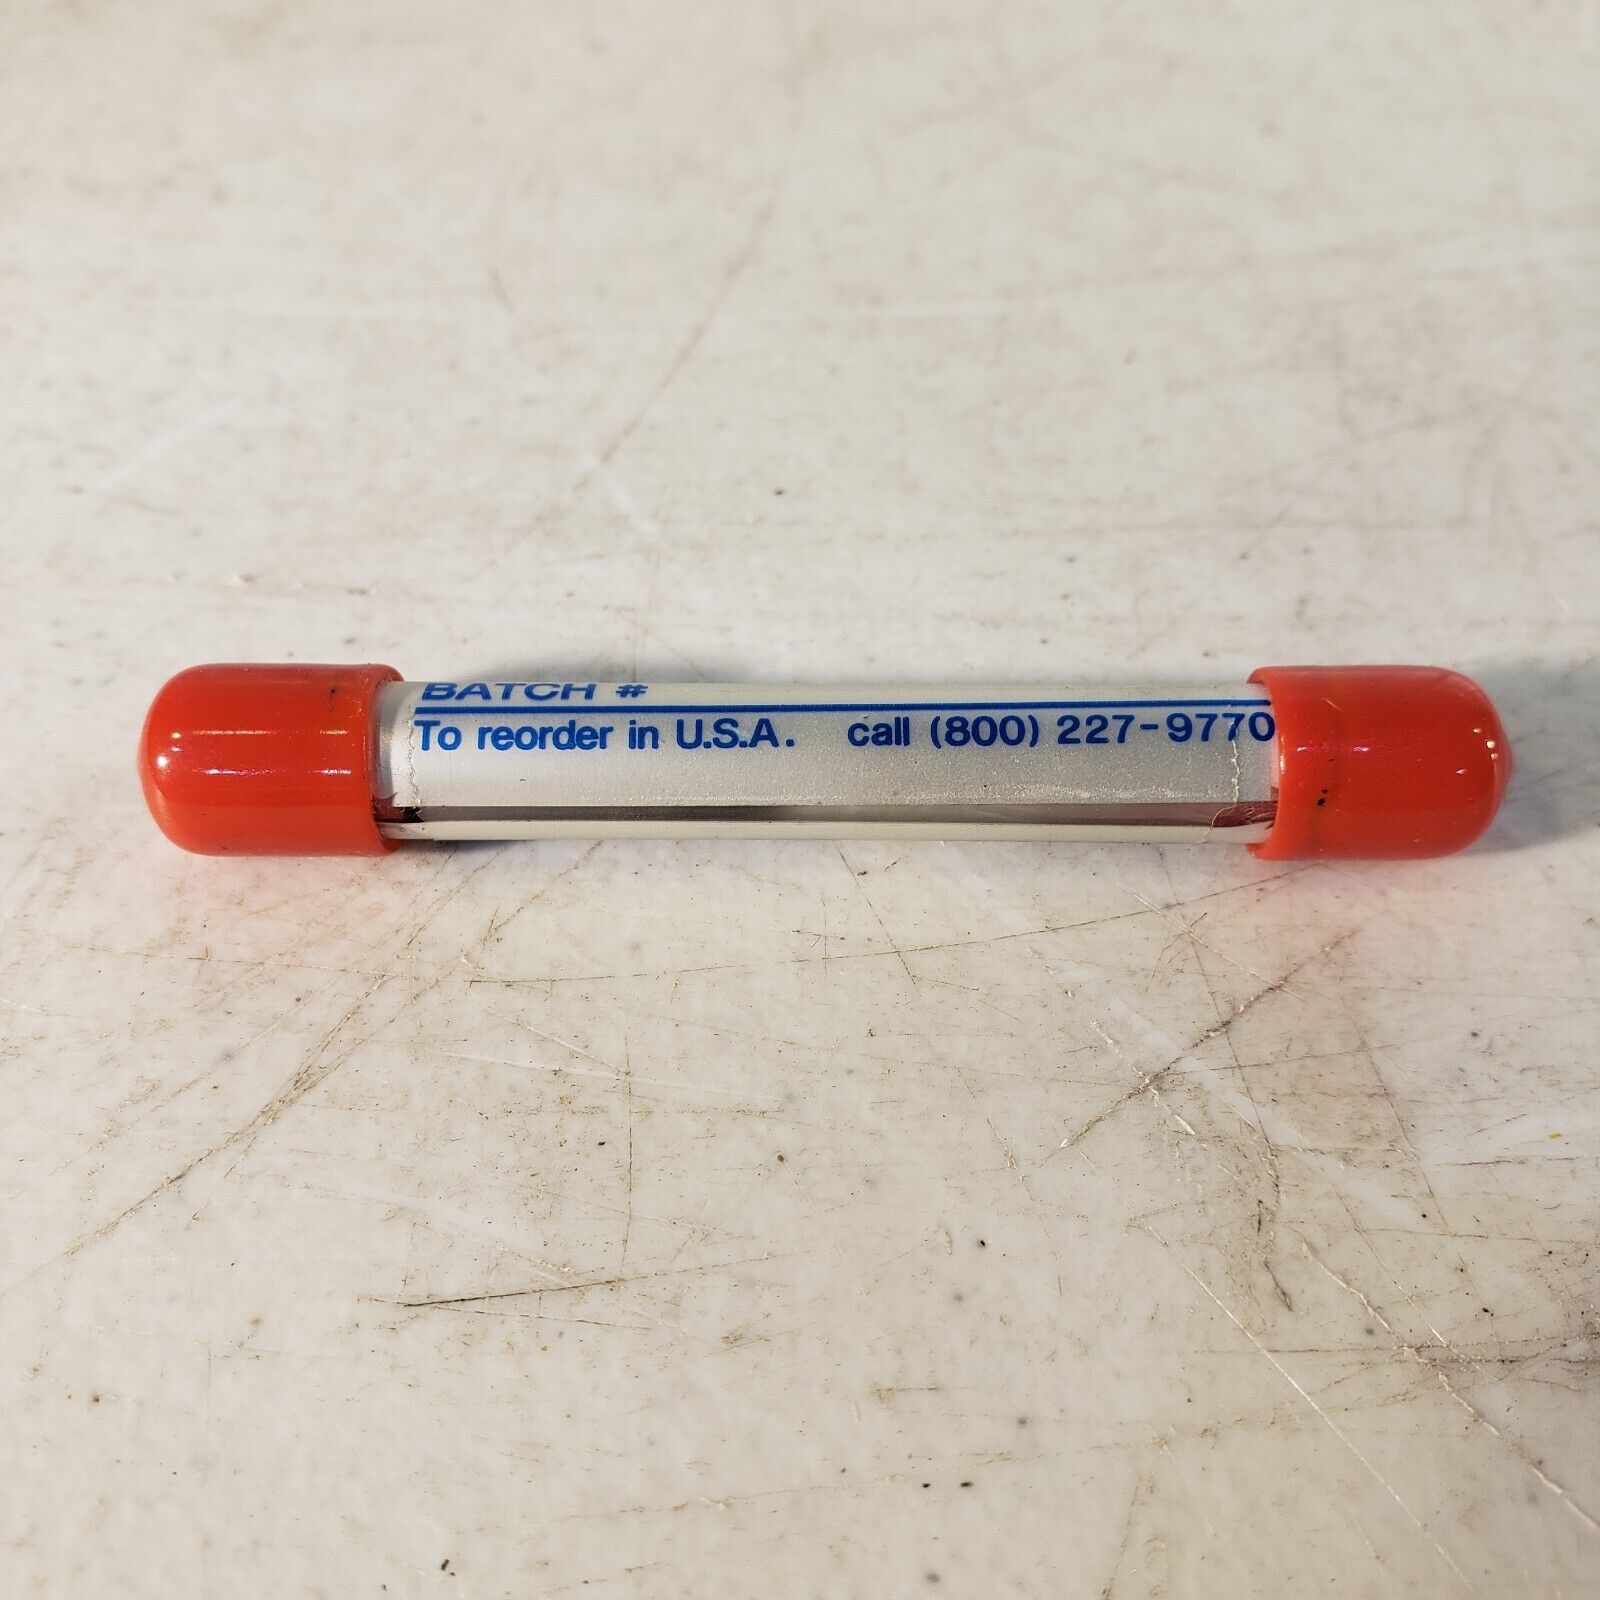 BATCH #
To reorder in U.S.A. call (800) 227-9770